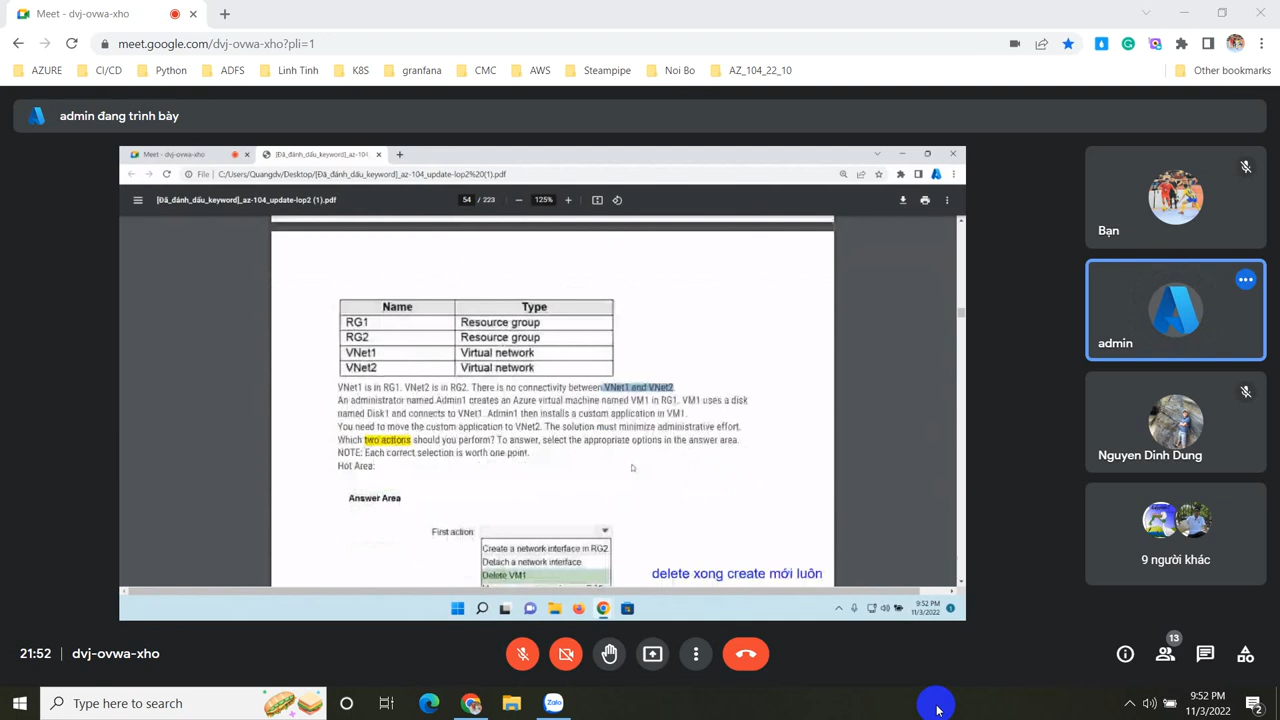 Meet - dvj-ovwa-xho
meet.google.com/dvj-ovwa-xho?pli=1
AZURE CI/CD Python ADFS Linh Tinh K8S granfana CMC AWS Steampipe Noi Bo AZ_104_22_10 Other bookmarks
admin đang trình bày
Meet - dvj-ovwa-xho [Đã_đánh_dấu_keyword]_az-104
File C:/Users/Quangdv/Desktop/[Đã_đánh_dấu_keyword]_az-104_update-lop2%20(1).pdf
[Đã_đánh_dấu_keyword]_az-104_update-lop2 (1).pdf 54 / 223 125%
Name Type
RG1 Resource group
RG2 Resource group
VNet1 Virtual network
VNet2 Virtual network
VNet1 is in RG1. VNet2 is in RG2. There is no connectivity between VNet1 and VNet2.
An administrator named Admin1 creates an Azure virtual machine named VM1 in RG1. VM1 uses a disk
named Disk1 and connects to VNet1. Admin1 then installs a custom application in VM1.
You need to move the custom application to VNet2. The solution must minimize administrative effort.
Which two actions should you perform? To answer, select the appropriate options in the answer area.
NOTE: Each correct selection is worth one point.
Hot Area:
Answer Area
First action
Create a network interface in RG2.
Detach a network interface.
Delete VM1
delete xong create mới luôn
9:52 PM
11/3/2022
1
Bạn
admin
Nguyen Dinh Dung
9 người khác
21:52 | dvj-ovwa-xho
13
Type here to search
Zalo
9:52 PM
11/3/2022
2